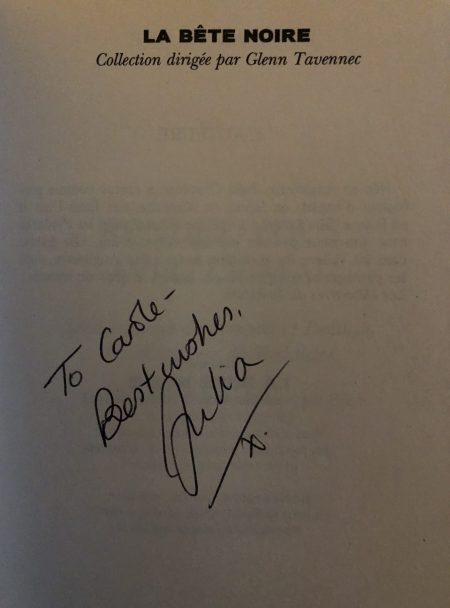 LA BÊTE NOIRE
Collection dirigée par Glenn Tavennec
To Carole-
Best wishes,
Julia
x.